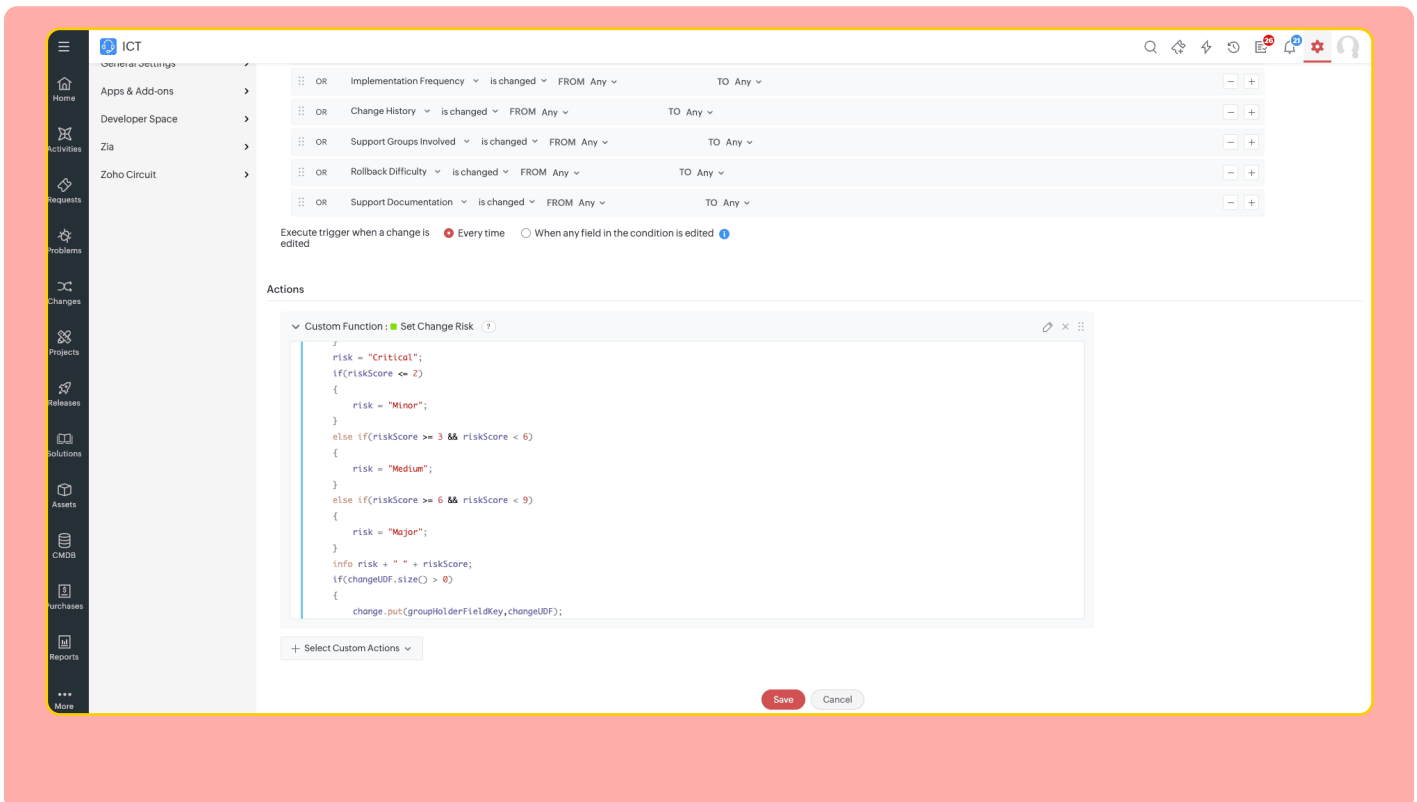 ICT
26
21
Home
Activities
Requests
Problems
Changes
Projects
Releases
Solutions
Assets
CMDB
Purchases
Reports
More
General Settings
Apps & Add-ons
Developer Space
Zia
Zoho Circuit
OR Implementation Frequency is changed FROM Any TO Any
OR Change History is changed FROM Any TO Any
OR Support Groups Involved is changed FROM Any TO Any
OR Rollback Difficulty is changed FROM Any TO Any
OR Support Documentation is changed FROM Any TO Any
Execute trigger when a change is Every time When any field in the condition is edited
edited
Actions
Custom Function : Set Change Risk ?
}
risk = "Critical";
if(riskScore <= 2)
{
risk = "Minor";
}
else if(riskScore >= 3 && riskScore < 6)
{
risk = "Medium";
}
else if(riskScore >= 6 && riskScore < 9)
{
risk = "Major";
}
info risk + " " + riskScore;
if(changeUDF.size() > 0)
{
change.put(groupHolderFieldKey,changeUDF);
+ Select Custom Actions
Save Cancel